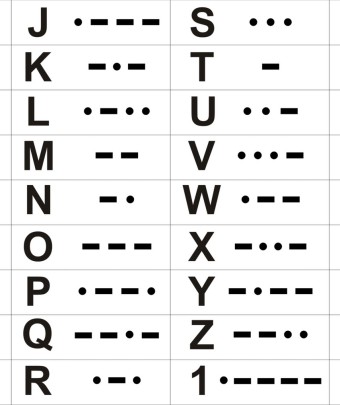 J •––– S •••
K –•– T –
L •–•• U ••–
M –– V •••–
N –• W •––
O ––– X –••–
P •––• Y –•––
Q ––•– Z ––••
R •–• 1 •––––